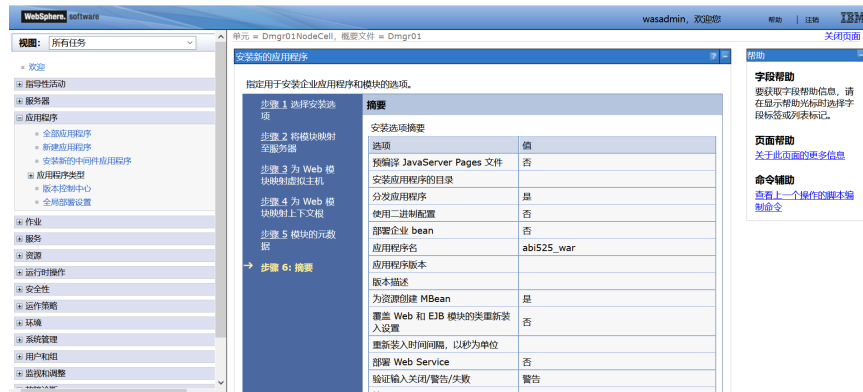 WebSphere. software
wasadmin, 欢迎您
帮助 | 注销
IBM
视图: 所有任务
欢迎
指导性活动
服务器
应用程序
全部应用程序
新建应用程序
安装新的中间件应用程序
应用程序类型
版本控制中心
全局部署设置
作业
服务
资源
运行时操作
安全性
运作策略
环境
系统管理
用户和组
监视和调整
单元 = Dmgr01NodeCell, 概要文件 = Dmgr01
关闭页面
安装新的应用程序
? -
指定用于安装企业应用程序和模块的选项。
步骤 1 选择安装选
项
步骤 2 将模块映射
至服务器
步骤 3 为 Web 模
块映射虚拟主机
步骤 4 为 Web 模
块映射上下文根
步骤 5 模块的元数
据
→ 步骤 6: 摘要
摘要
安装选项摘要
选项 值
预编译 JavaServer Pages 文件 否
安装应用程序的目录
分发应用程序 是
使用二进制配置 否
部署企业 bean 否
应用程序名 abi525_war
应用程序版本
版本描述
为资源创建 MBean 是
覆盖 Web 和 EJB 模块的类重新装
入设置 否
重新装入时间间隔，以秒为单位
部署 Web Service 否
验证输入关闭/警告/失败 警告
帮助
字段帮助
要获取字段帮助信息，请
在显示帮助光标时选择字
段标签或列表标记。
页面帮助
关于此页面的更多信息
命令辅助
查看上一个操作的脚本编
制命令